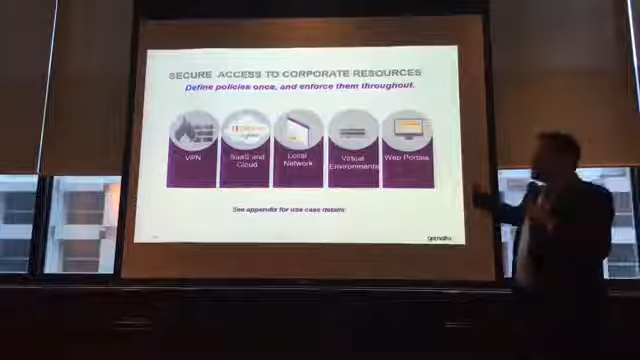 SECURE ACCESS TO CORPORATE RESOURCES
Define policies once, and enforce them throughout.
VPN
SaaS and
Cloud
Local
Network
Virtual
Environments
Web Portals
See appendix for use case details
gemalto